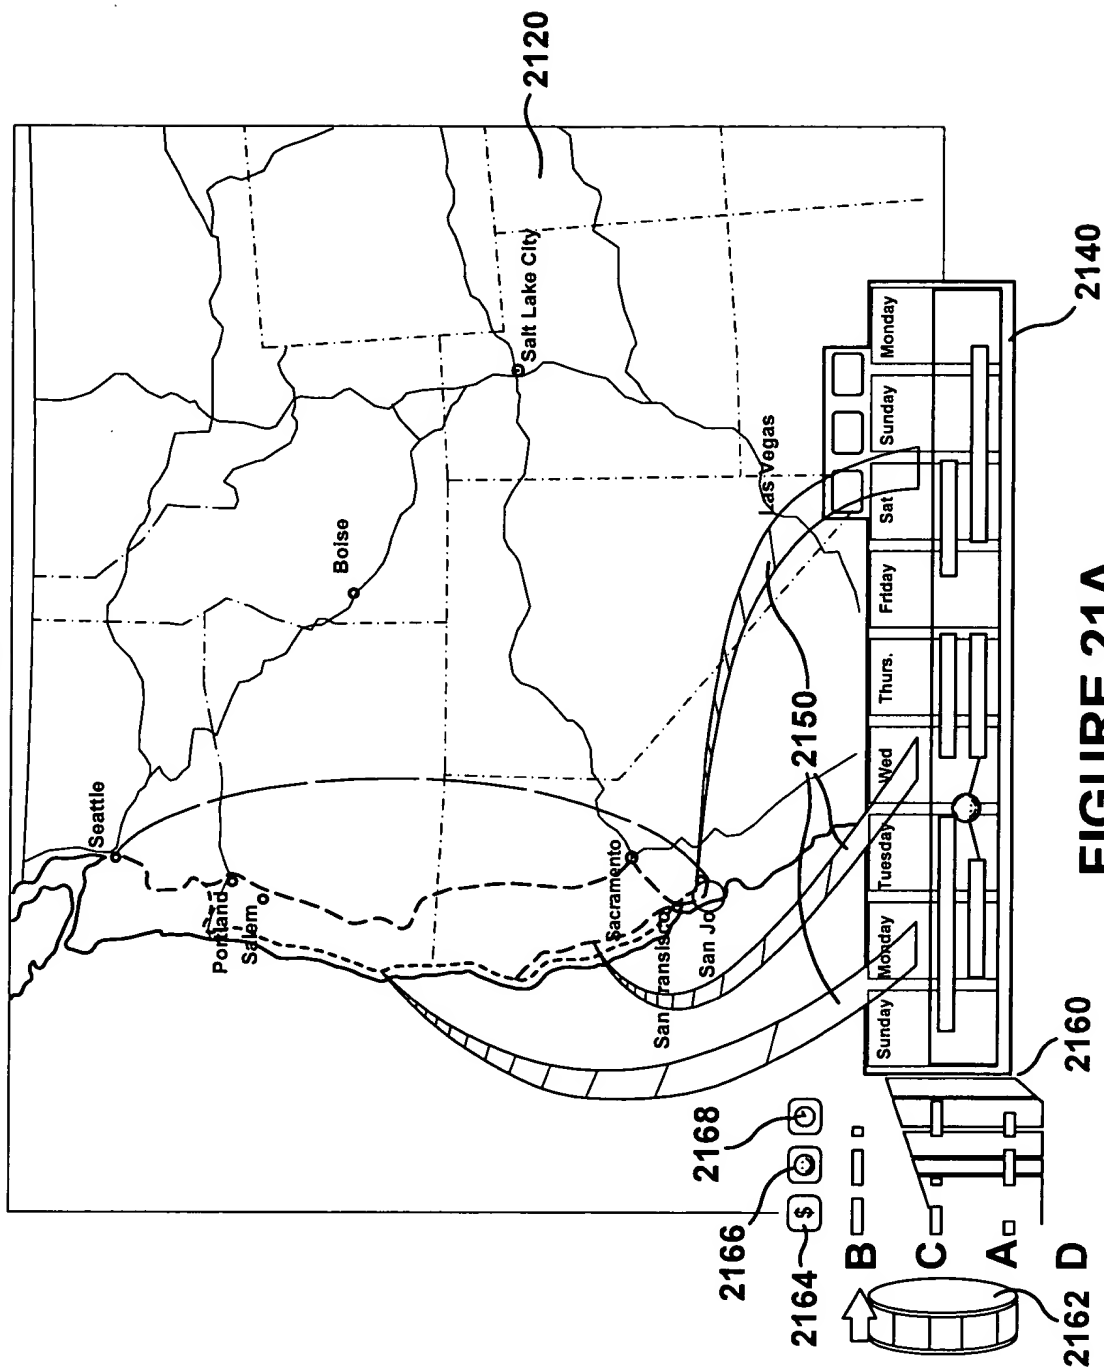 2120
Seattle
Portland
Salem
Boise
Salt Lake City
Sacramento
San Fransisco
San Jo
Las Vegas
2150
2168
2166
2164
$
B
C
A
D
2162
2160
Sunday
Monday
Tuesday
Wed
Thurs.
Friday
Sat
Sunday
Monday
2140
FIGURE 21A